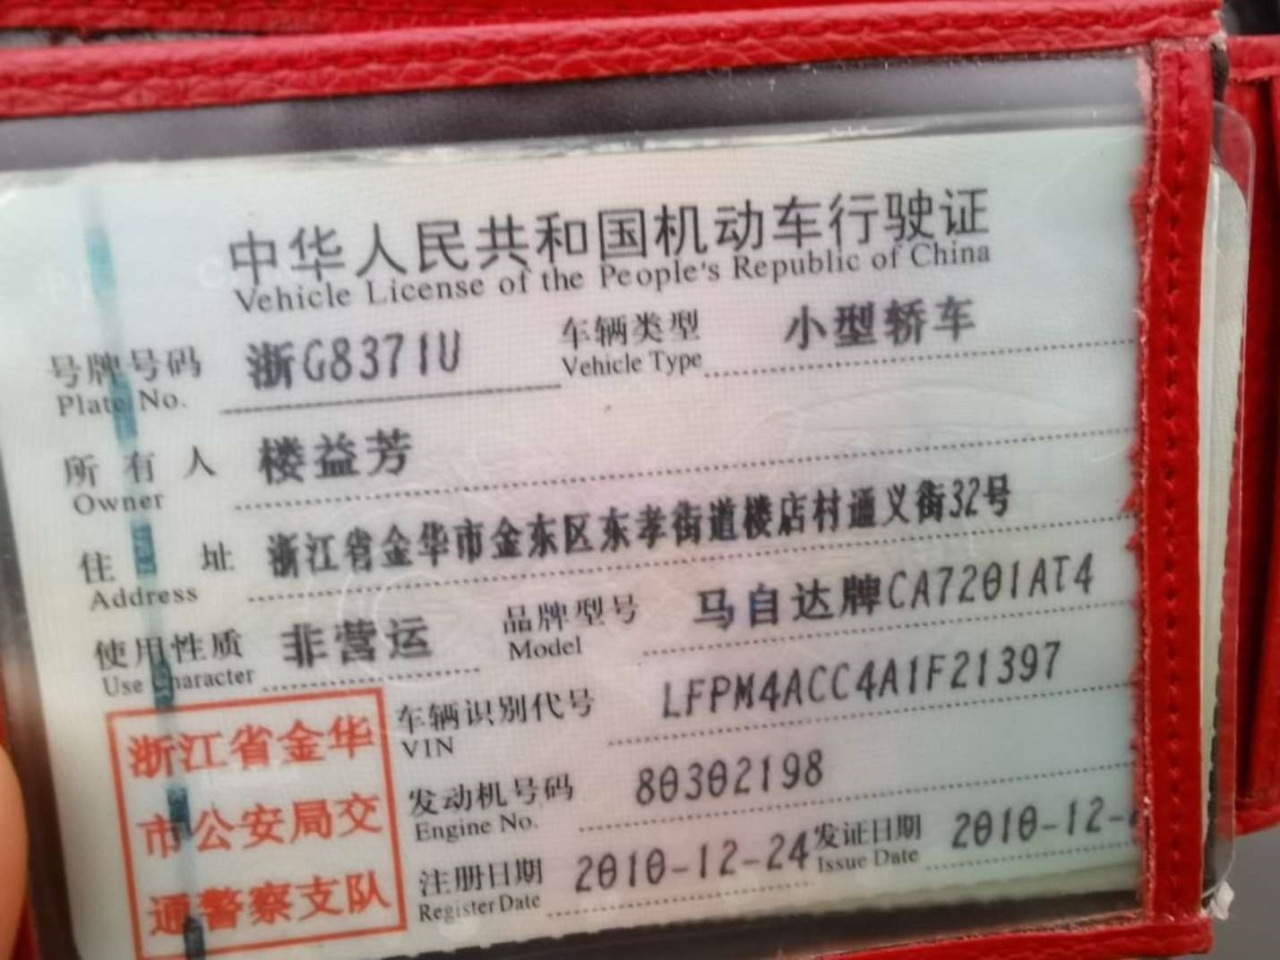 中华人民共和国机动车行驶证
Vehicle License of the People's Republic of China
号牌号码 浙G8371U 车辆类型 小型轿车
Plate No. Vehicle Type
所有人 楼益芳
Owner
住址 浙江省金华市金东区东孝街道楼店村通义街32号
Address
使用性质 非营运 品牌型号 马自达牌CA7201AT4
Use Character Model
车辆识别代号 LFPM4ACC4A1F21397
VIN
发动机号码 80302198
Engine No.
注册日期 2010-12-24 发证日期 2010-12-
Register Date Issue Date
浙江省金华
市公安局交
通警察支队